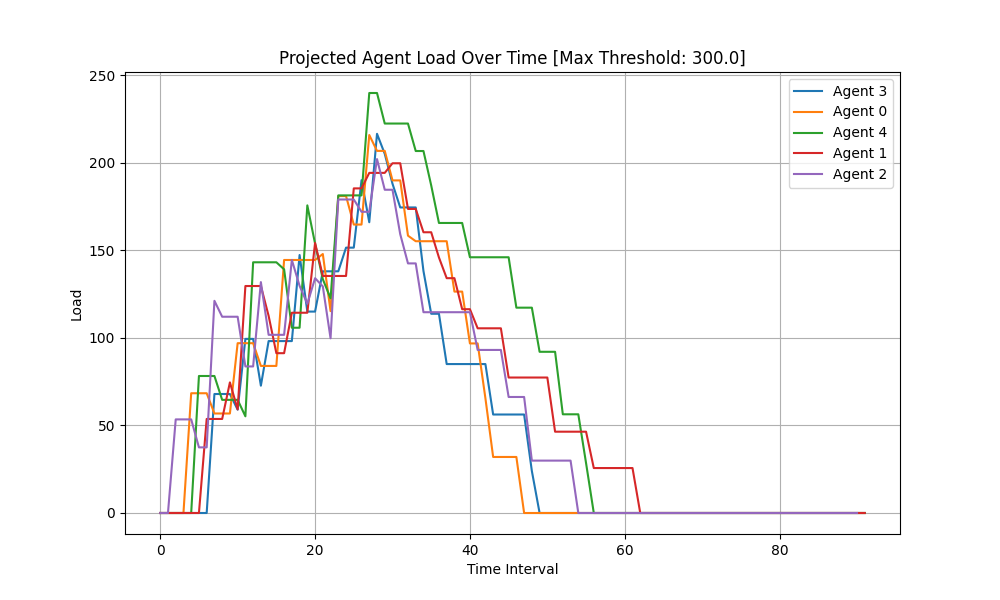 Projected Agent Load Over Time [Max Threshold: 300.0]
250
200
150
100
50
0
Load
Agent 3
Agent 0
Agent 4
Agent 1
Agent 2
0 20 40 60 80
Time Interval